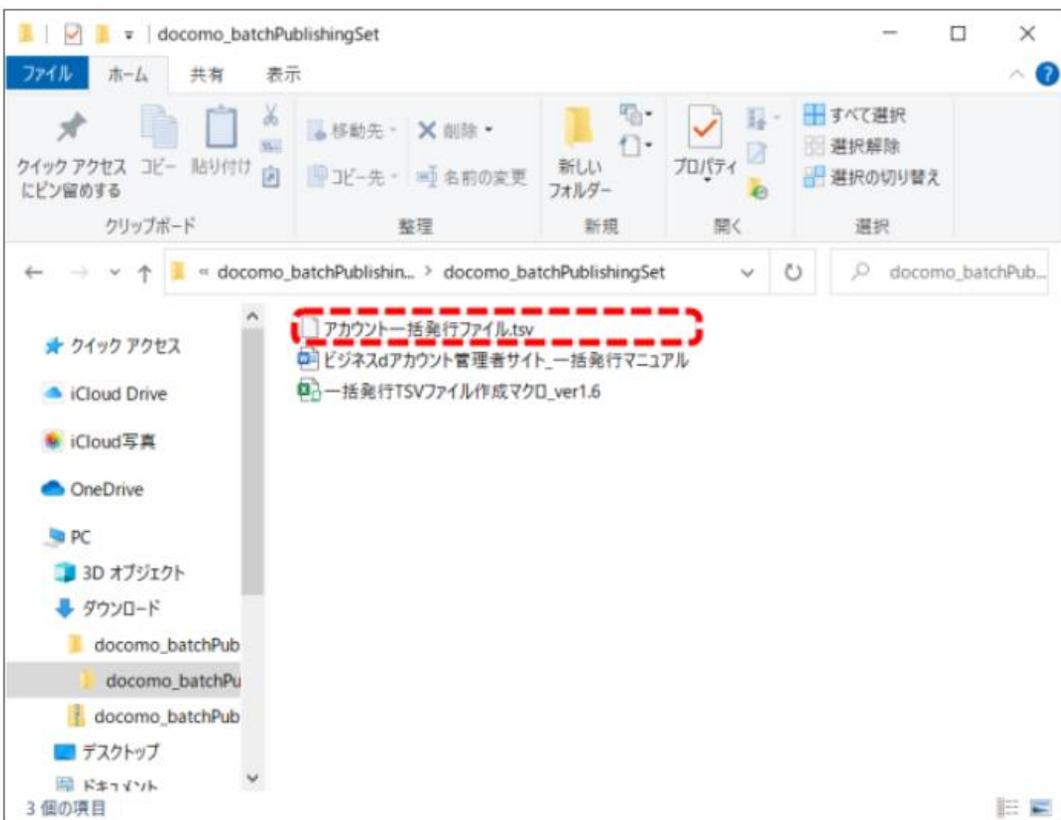 docomo_batchPublishingSet
ファイル ホーム 共有 表示
クイック アクセス
にピン留めする
コピー
貼り付け
移動先
コピー先
削除
名前の変更
新しい
フォルダー
プロパティ
すべて選択
選択解除
選択の切り替え
クリップボード 整理 新規 開く 選択
« docomo_batchPublishin... › docomo_batchPublishingSet
docomo_batchPub...
クイック アクセス
iCloud Drive
iCloud写真
OneDrive
PC
3D オブジェクト
ダウンロード
docomo_batchPub
docomo_batchPu
docomo_batchPub
デスクトップ
ドキュメント
アカウント一括発行ファイル.tsv
ビジネスdアカウント管理者サイト_一括発行マニュアル
一括発行TSVファイル作成マクロ_ver1.6
3 個の項目